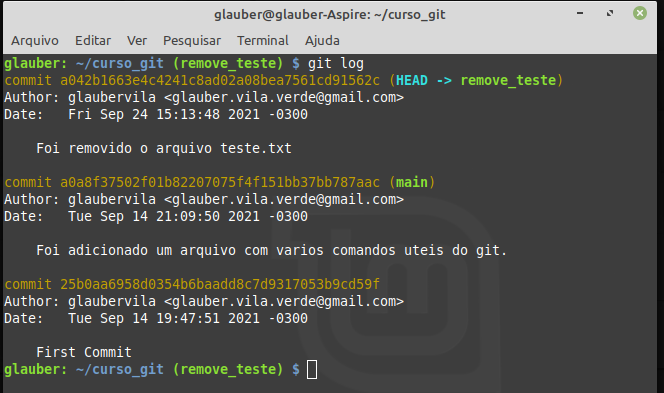 glauber@glauber-Aspire: ~/curso_git
Arquivo Editar Ver Pesquisar Terminal Ajuda
glauber: ~/curso_git (remove_teste) $ git log
commit a042b1663e4c4241c8ad02a08bea7561cd91562c (HEAD -> remove_teste)
Author: glaubervila <glauber.vila.verde@gmail.com>
Date:   Fri Sep 24 15:13:48 2021 -0300
    Foi removido o arquivo teste.txt
commit a0a8f37502f01b82207075f4f151bb37bb787aac (main)
Author: glaubervila <glauber.vila.verde@gmail.com>
Date:   Tue Sep 14 21:09:50 2021 -0300
    Foi adicionado um arquivo com varios comandos uteis do git.
commit 25b0aa6958d0354b6baadd8c7d9317053b9cd59f
Author: glaubervila <glauber.vila.verde@gmail.com>
Date:   Tue Sep 14 19:47:51 2021 -0300
    First Commit
glauber: ~/curso_git (remove_teste) $